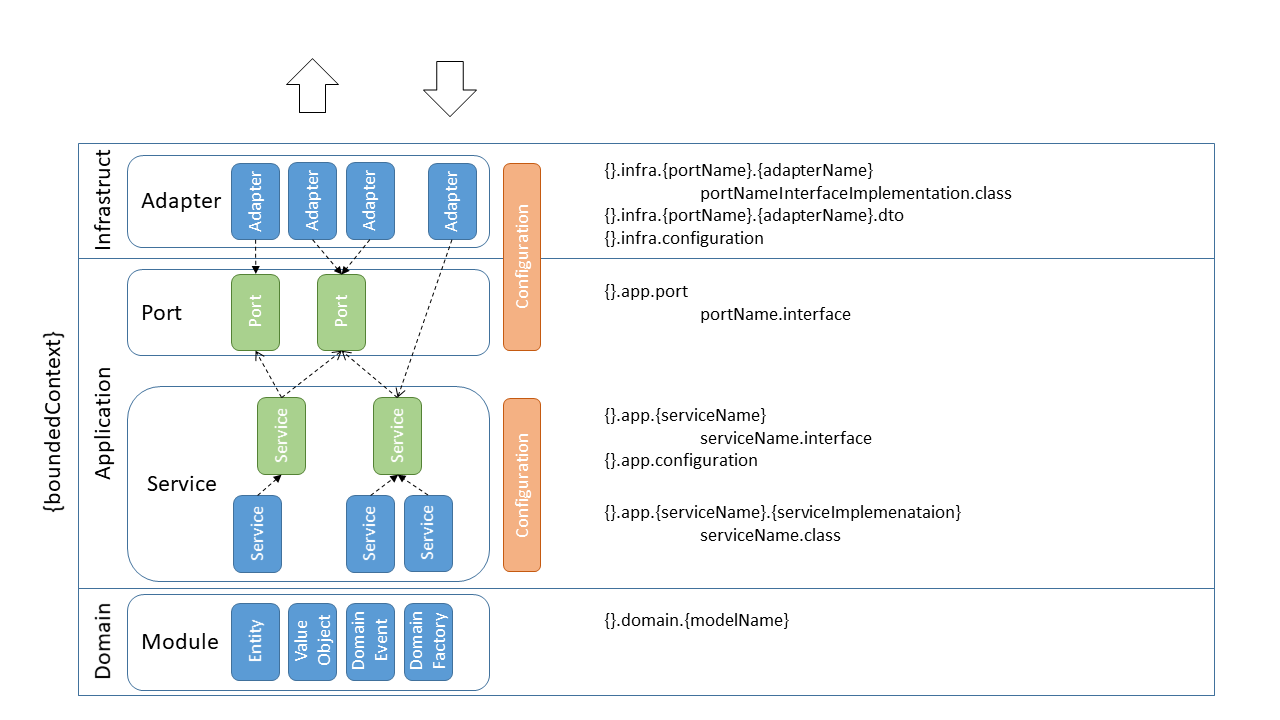 {boundedContext}
Infrastruct
Adapter
Adapter
Adapter
Adapter
Adapter
Configuration
{}.infra.{portName}.{adapterName}
portNameInterfaceImplementation.class
{}.infra.{portName}.{adapterName}.dto
{}.infra.configuration
Application
Port
Port
Port
{}.app.port
portName.interface
Service
Service
Service
Service
Service
Service
Configuration
{}.app.{serviceName}
serviceName.interface
{}.app.configuration
{}.app.{serviceName}.{serviceImplemenataion}
serviceName.class
Domain
Module
Entity
Value
Object
Domain
Event
Domain
Factory
{}.domain.{modelName}